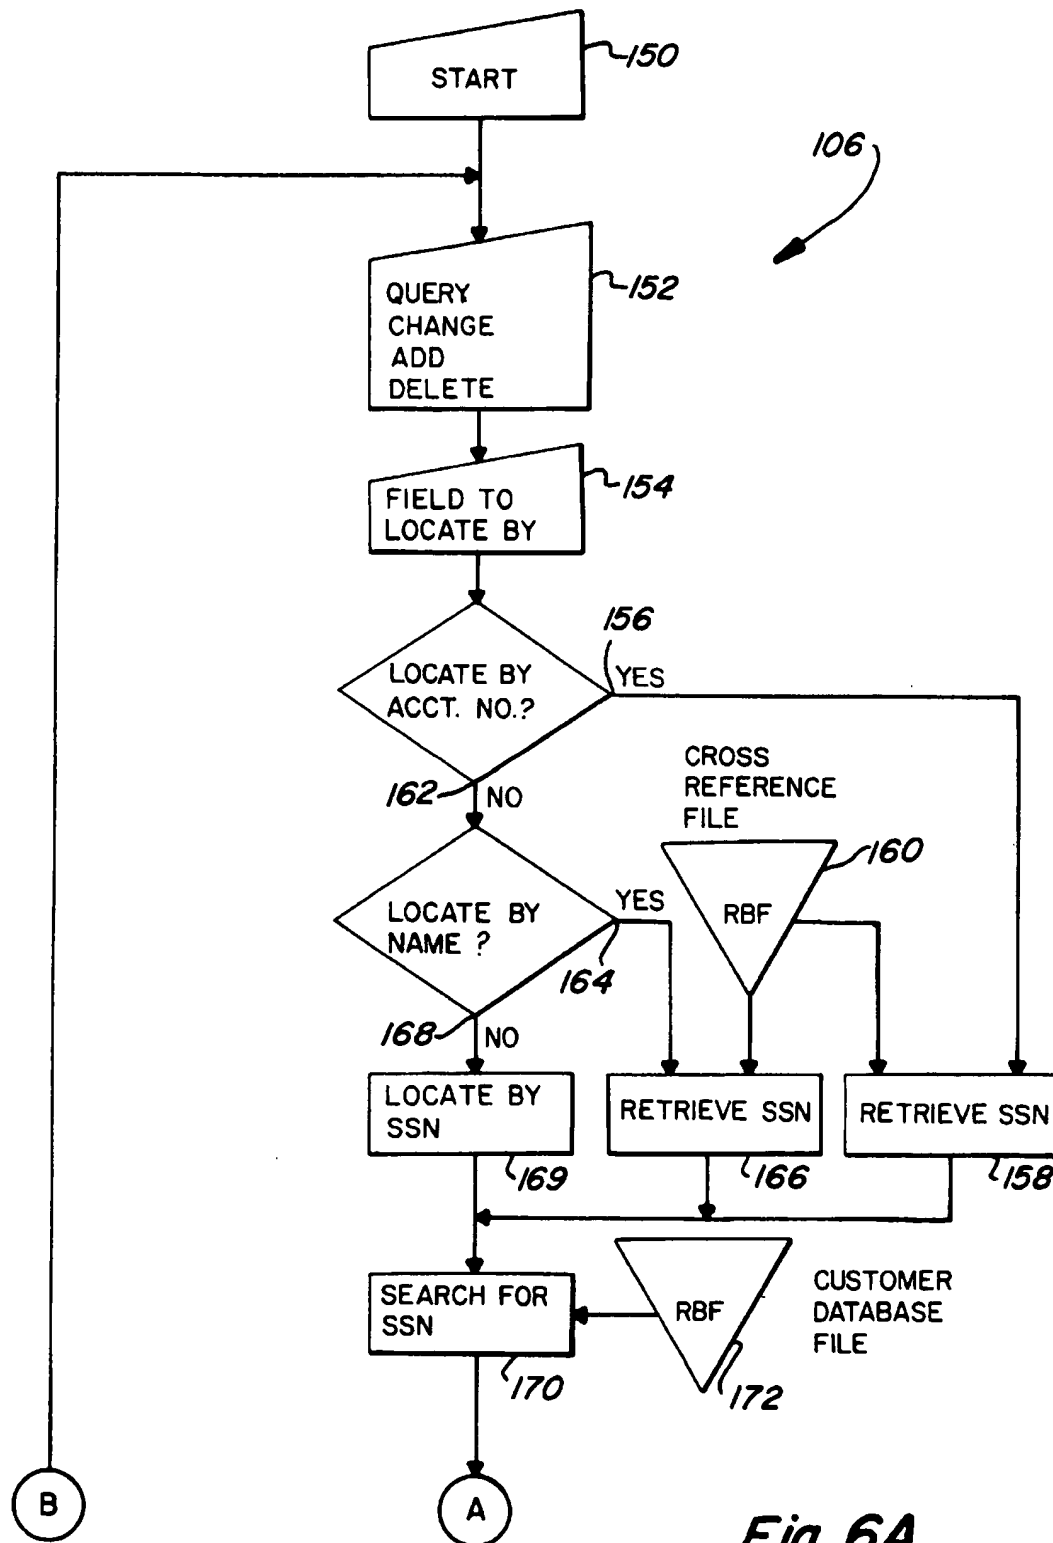 START
150
106
QUERY
CHANGE
ADD
DELETE
152
FIELD TO
LOCATE BY
154
LOCATE BY
ACCT. NO.?
156
YES
162
NO
CROSS
REFERENCE
FILE
RBF
160
LOCATE BY
NAME ?
YES
164
168
NO
LOCATE BY
SSN
169
RETRIEVE SSN
166
RETRIEVE SSN
158
SEARCH FOR
SSN
170
RBF
172
CUSTOMER
DATABASE
FILE
B
A
Fig. 6A